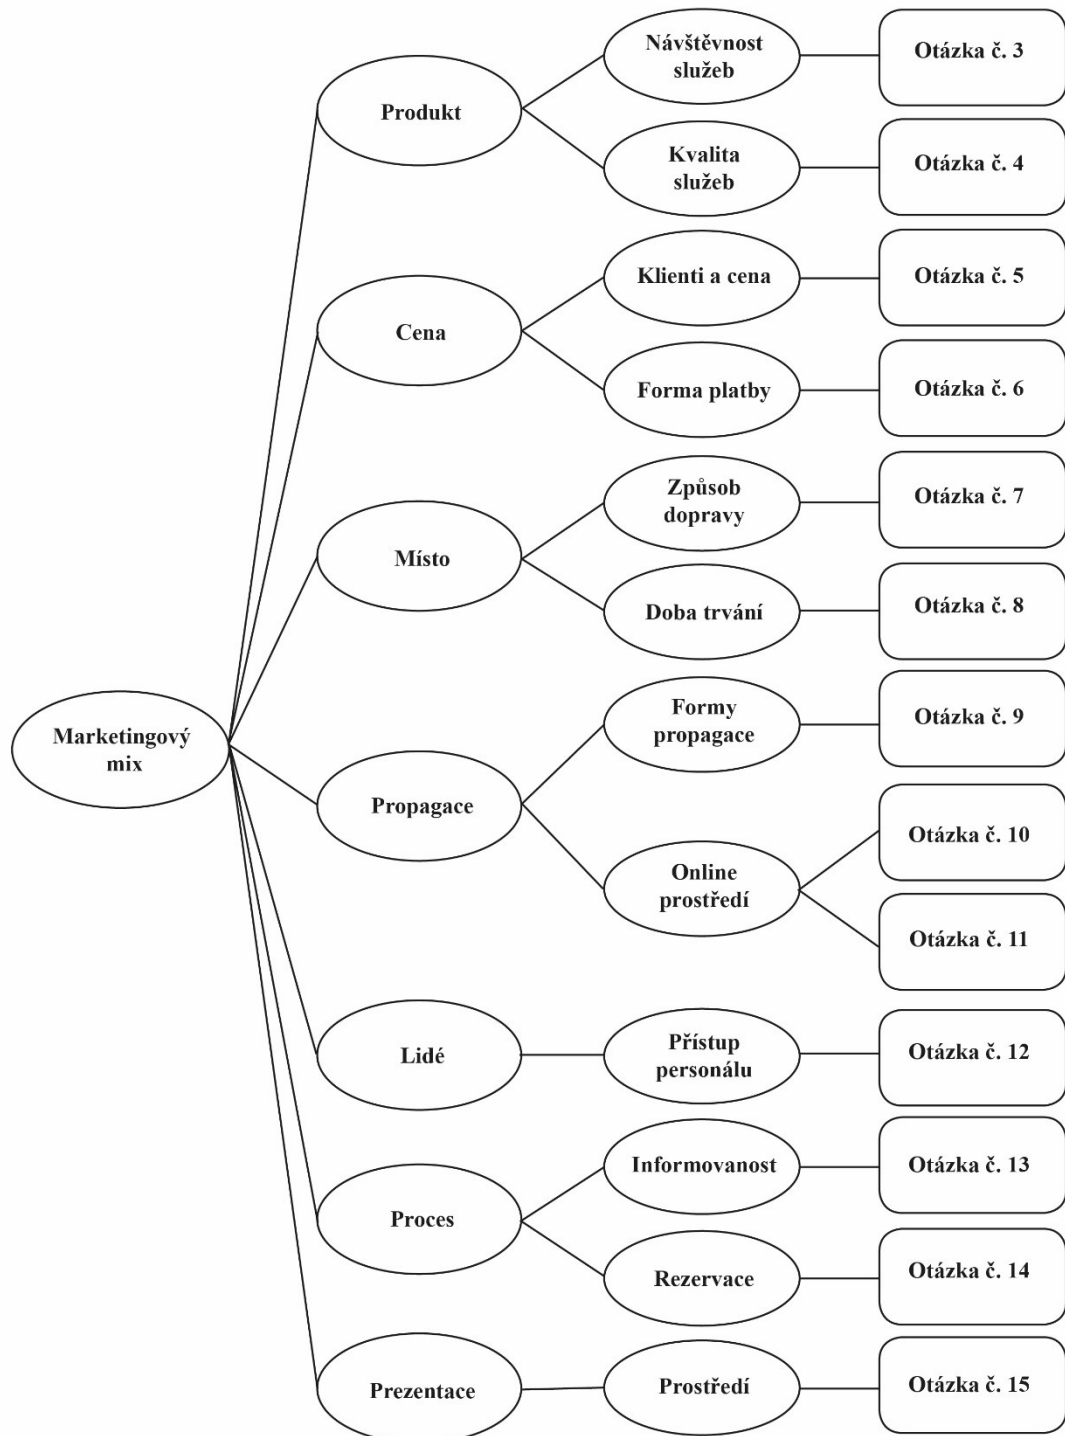 Návštěvnost
služeb
Otázka č. 3
Produkt
Kvalita
služeb
Otázka č. 4
Klienti a cena
Otázka č. 5
Cena
Forma platby
Otázka č. 6
Způsob
dopravy
Otázka č. 7
Místo
Doba trvání
Otázka č. 8
Marketingový
mix
Formy
propagace
Otázka č. 9
Propagace
Online
prostředí
Otázka č. 10
Otázka č. 11
Lidé
Přístup
personálu
Otázka č. 12
Informovanost
Otázka č. 13
Proces
Rezervace
Otázka č. 14
Prezentace
Prostředí
Otázka č. 15